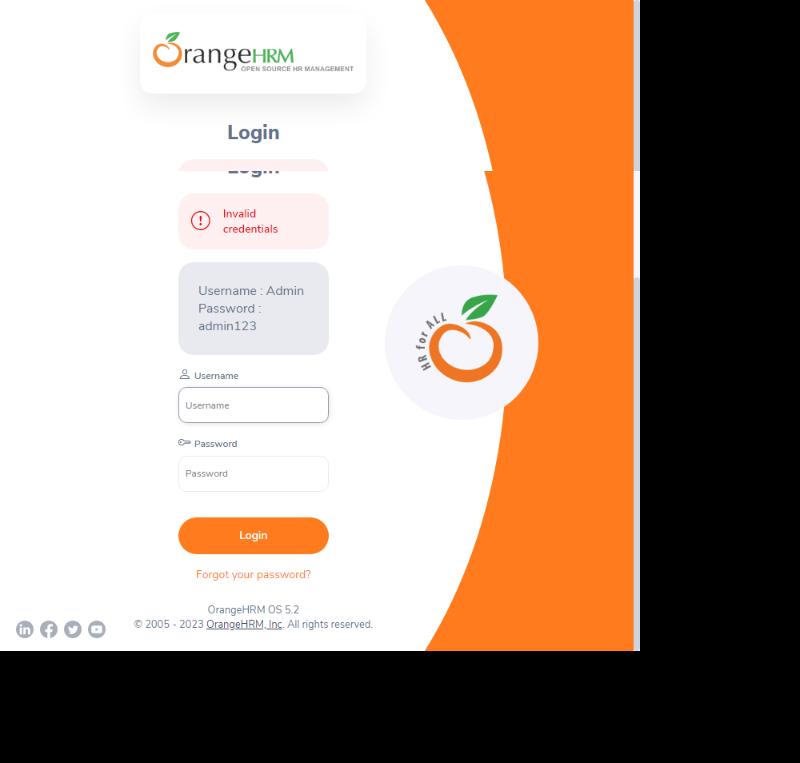 OrangeHRM
OPEN SOURCE HR MANAGEMENT
Login
Login
Invalid
credentials
Username : Admin
Password :
admin123
HR for ALL
Username
Username
Password
Password
Login
Forgot your password?
OrangeHRM OS 5.2
© 2005 - 2023 OrangeHRM, Inc. All rights reserved.